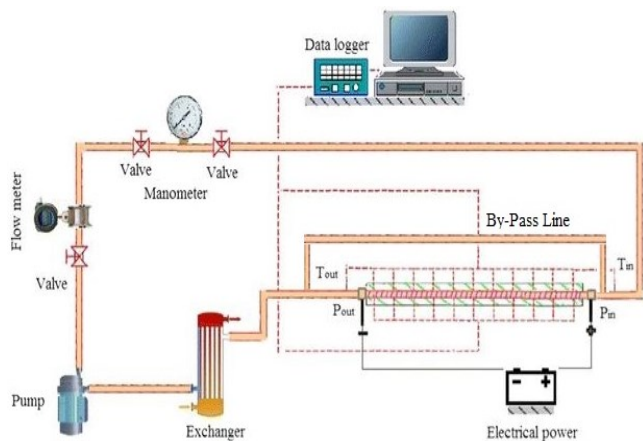 Data logger
Valve
Manometer
Valve
Flow meter
Valve
By-Pass Line
Tout
Tin
Pout
Pin
Pump
Exchanger
Electrical power